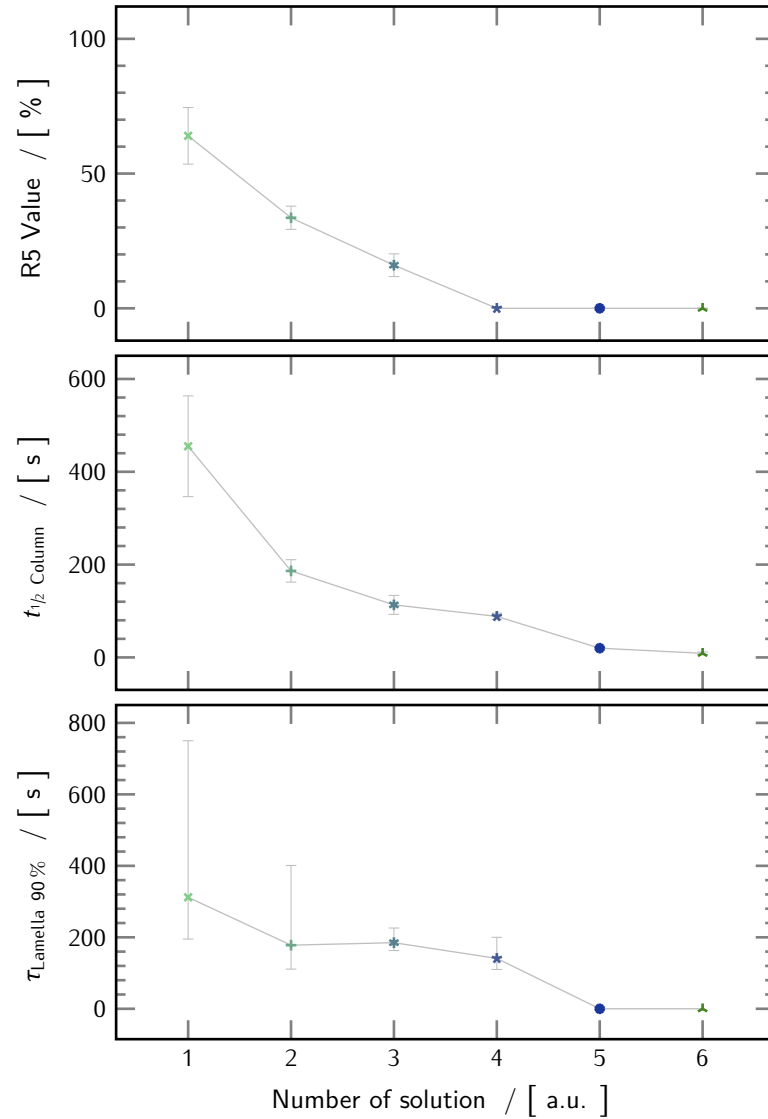 R5 Value / [ % ]
100
50
0
t1/2 Column / [ s ]
600
400
200
0
τLamella 90% / [ s ]
800
600
400
200
0
1 2 3 4 5 6
Number of solution / [ a.u. ]